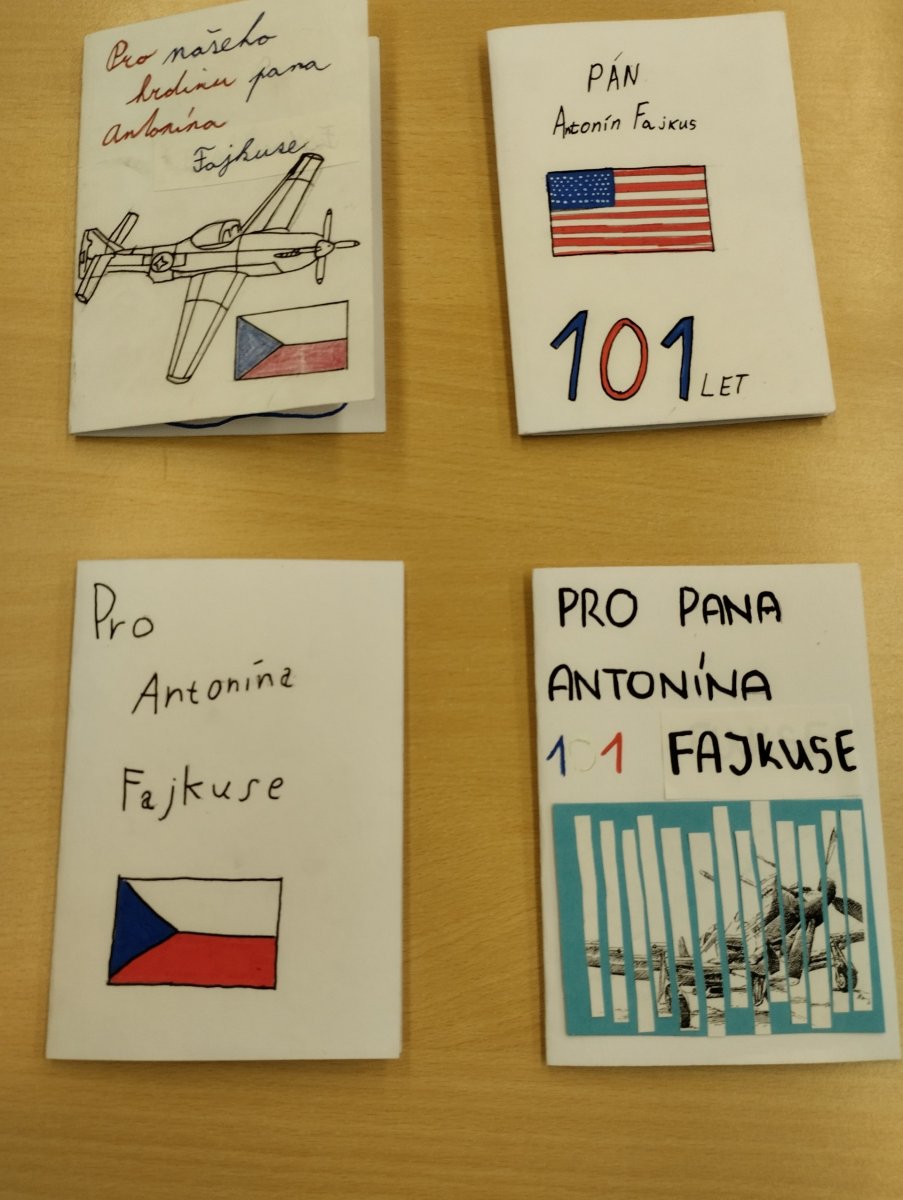 Pro našeho
hrdinu pana
Antonína
Fajkuse
PÁN
Antonín Fajkus
101
LET
Pro
Antonína
Fajkuse
PRO PANA
ANTONÍNA
101 FAJKUSE